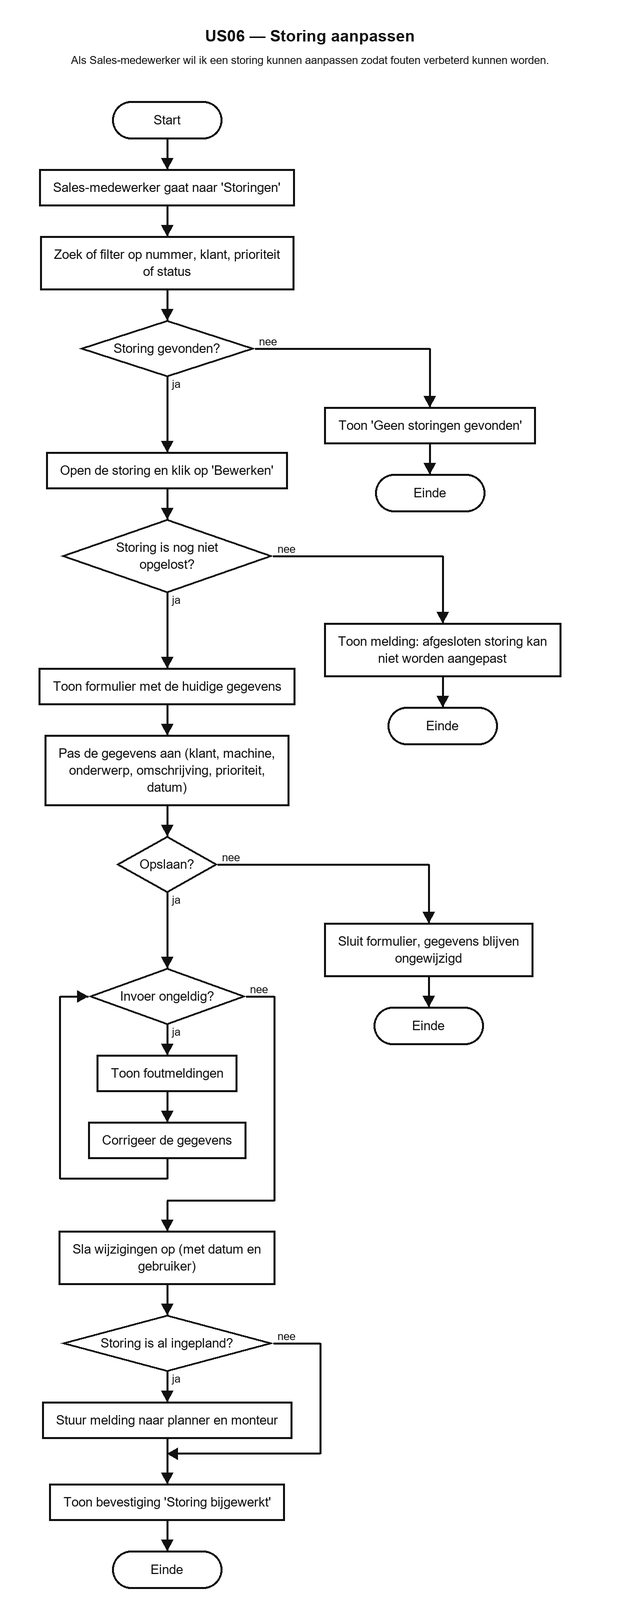 US06 — Storing aanpassen
Als Sales-medewerker wil ik een storing kunnen aanpassen zodat fouten verbeterd kunnen worden.
Start
Sales-medewerker gaat naar 'Storingen'
Zoek of filter op nummer, klant, prioriteit
of status
Storing gevonden?
nee
ja
Toon 'Geen storingen gevonden'
Einde
Open de storing en klik op 'Bewerken'
Storing is nog niet
opgelost?
nee
ja
Toon melding: afgesloten storing kan
niet worden aangepast
Einde
Toon formulier met de huidige gegevens
Pas de gegevens aan (klant, machine,
onderwerp, omschrijving, prioriteit,
datum)
Opslaan?
nee
ja
Sluit formulier, gegevens blijven
ongewijzigd
Einde
Invoer ongeldig?
nee
ja
Toon foutmeldingen
Corrigeer de gegevens
Sla wijzigingen op (met datum en
gebruiker)
Storing is al ingepland?
nee
ja
Stuur melding naar planner en monteur
Toon bevestiging 'Storing bijgewerkt'
Einde